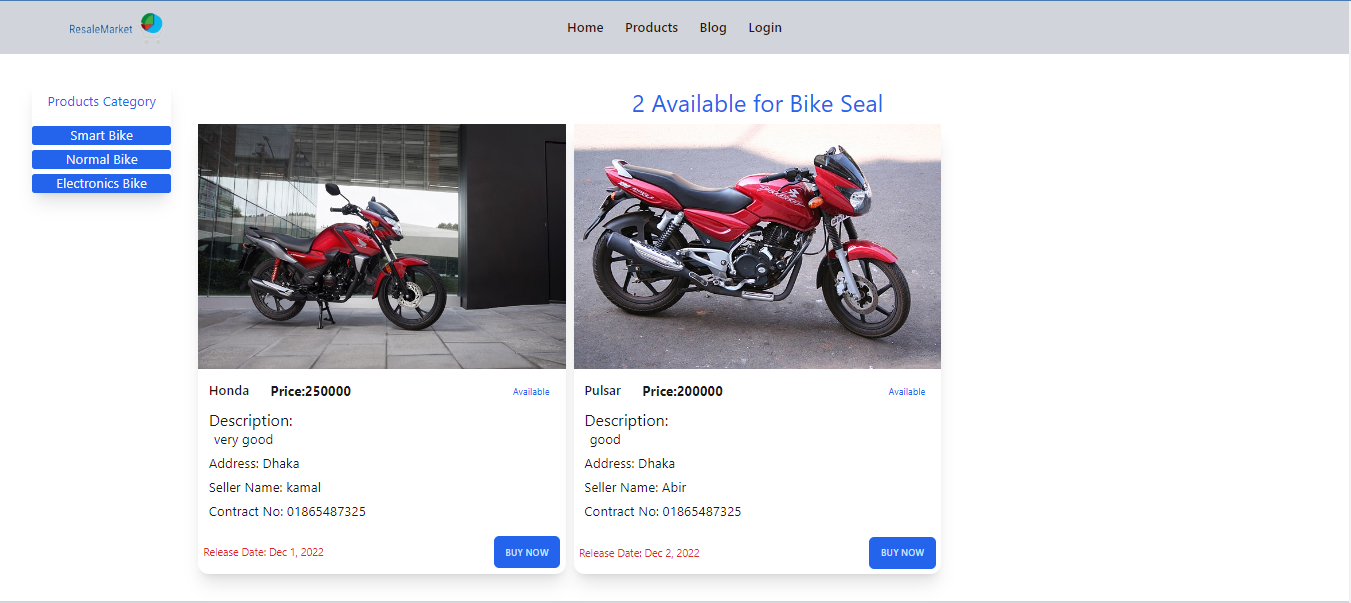 ResaleMarket
Home Products Blog Login
Products Category
Smart Bike
Normal Bike
Electronics Bike
2 Available for Bike Seal
Honda Price:250000 Available
Description:
very good
Address: Dhaka
Seller Name: kamal
Contract No: 01865487325
Release Date: Dec 1, 2022 BUY NOW
Pulsar Price:200000 Available
Description:
good
Address: Dhaka
Seller Name: Abir
Contract No: 01865487325
Release Date: Dec 2, 2022 BUY NOW